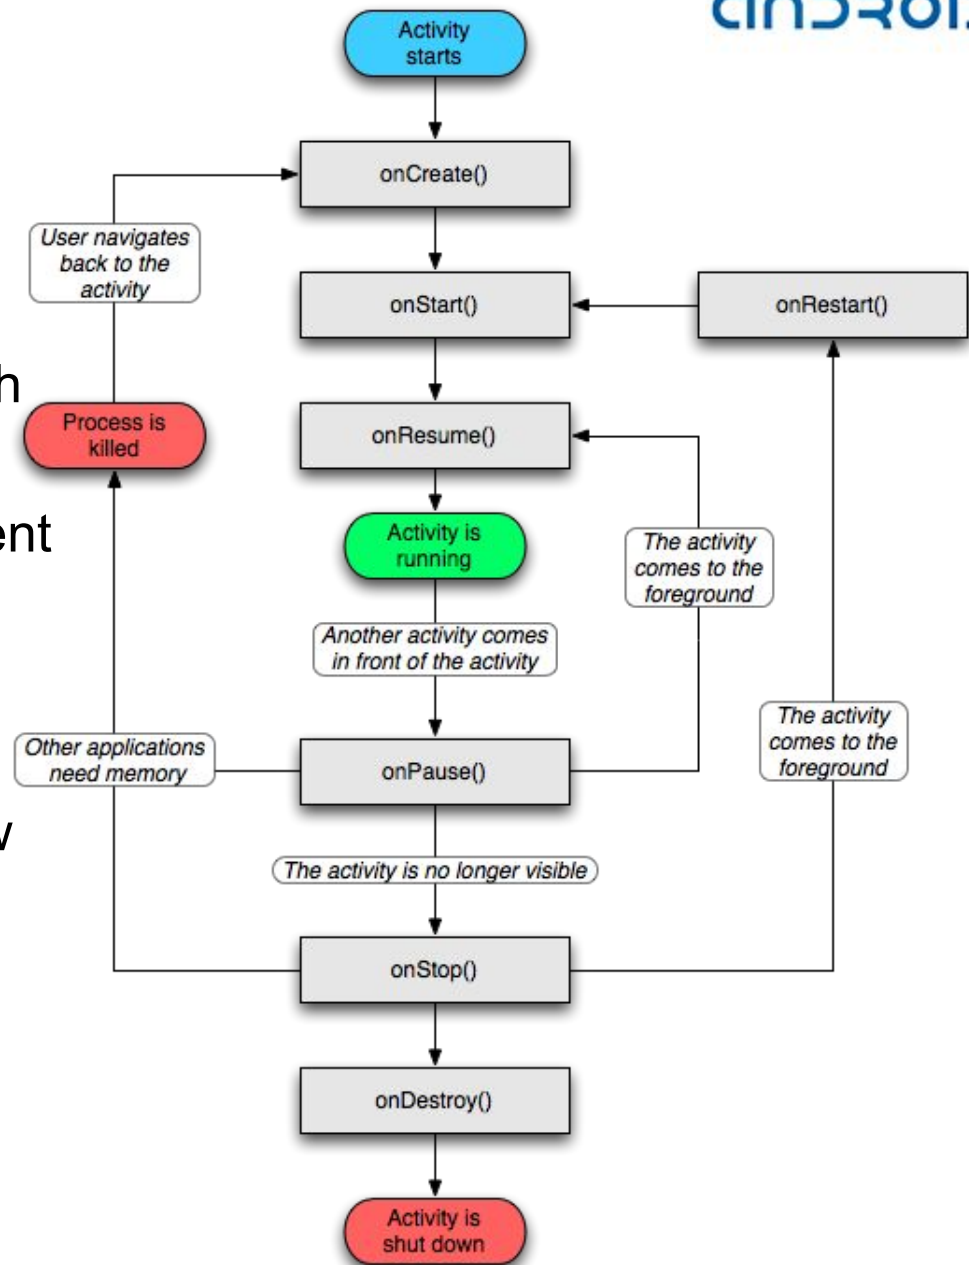 Activity
starts
onCreate()
User navigates
back to the
activity
onStart()
onRestart()
Process is
killed
onResume()
Activity is
running
The activity
comes to the
foreground
Another activity comes
in front of the activity
The activity
comes to the
foreground
Other applications
need memory
onPause()
The activity is no longer visible
onStop()
onDestroy()
Activity is
shut down